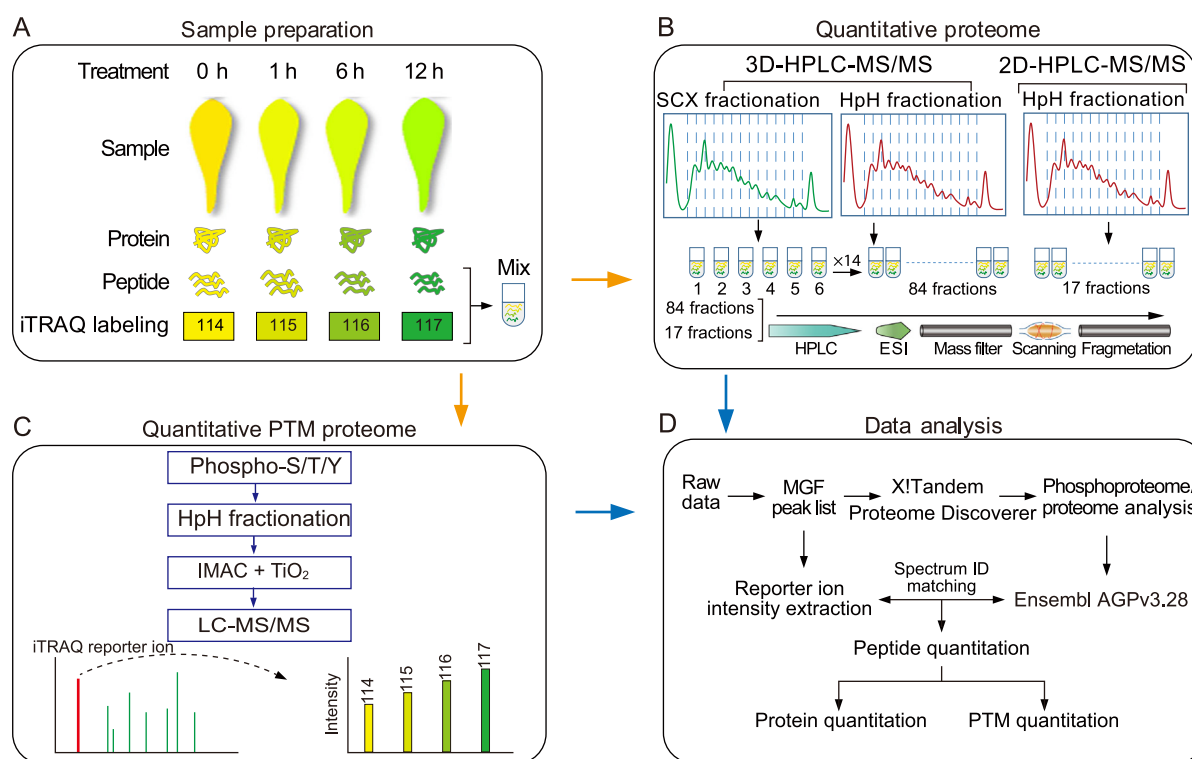 A
Sample preparation
Treatment 0 h 1 h 6 h 12 h
Sample
Protein
Peptide
Mix
iTRAQ labeling 114 115 116 117
B
Quantitative proteome
3D-HPLC-MS/MS 2D-HPLC-MS/MS
SCX fractionation HpH fractionation HpH fractionation
×14
1 2 3 4 5 6
84 fractions 17 fractions
84 fractions
17 fractions
HPLC ESI Mass filter Scanning Fragmetation
C
Quantitative PTM proteome
Phospho-S/T/Y
HpH fractionation
IMAC + TiO₂
LC-MS/MS
iTRAQ reporter ion
Intensity
114 115 116 117
D
Data analysis
Raw
data
MGF
peak list
X!Tandem
Proteome Discoverer
Phosphoproteome/
proteome analysis
Reporter ion
intensity extraction
Spectrum ID
matching
Ensembl AGPv3.28
Peptide quantitation
Protein quantitation PTM quantitation